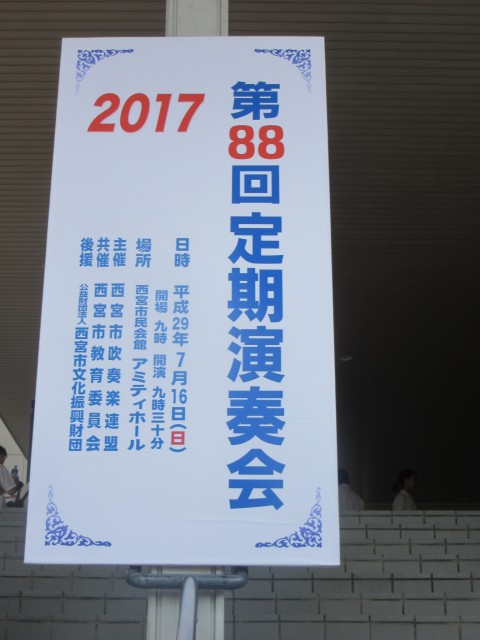 第88回定期演奏会
2017
日時 平成29年7月16日(日)
開場 九時 開演 九時三十分
場所 西宮市民会館 アミティホール
主催 西宮市吹奏楽連盟
共催 西宮市教育委員会
後援 公益財団法人 西宮市文化振興財団